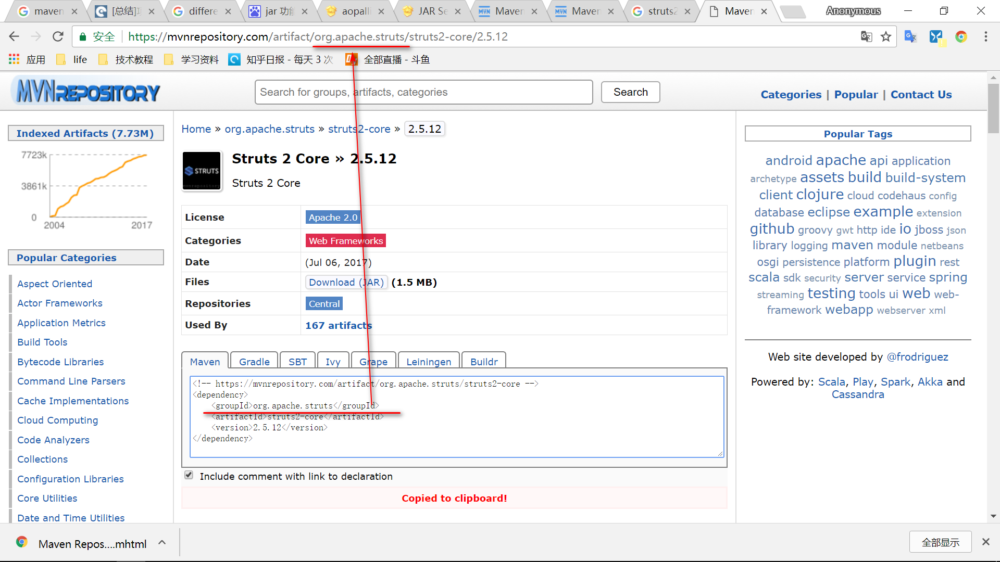 maven
[总结]项
differe
jar 功能
aopalli
JAR Se
Maven
Maven
struts2
Maven
Anonymous
安全
https://mvnrepository.com/artifact/org.apache.struts/struts2-core/2.5.12
应用
life
技术教程
学习资料
知乎日报 - 每天 3 次
全部直播 - 斗鱼
MVNREPOSITORY
Search for groups, artifacts, categories
Search
Categories | Popular | Contact Us
Indexed Artifacts (7.73M)
7723k
3861k
0
2004
2017
Popular Categories
Aspect Oriented
Actor Frameworks
Application Metrics
Build Tools
Bytecode Libraries
Command Line Parsers
Cache Implementations
Cloud Computing
Code Analyzers
Collections
Configuration Libraries
Core Utilities
Date and Time Utilities
Home » org.apache.struts » struts2-core » 2.5.12
STRUTS
mvnrepository
Struts 2 Core » 2.5.12
Struts 2 Core
License Apache 2.0
Categories Web Frameworks
Date (Jul 06, 2017)
Files Download (JAR) (1.5 MB)
Repositories Central
Used By 167 artifacts
Maven Gradle SBT Ivy Grape Leiningen Buildr
<!-- https://mvnrepository.com/artifact/org.apache.struts/struts2-core -->
<dependency>
<groupId>org.apache.struts</groupId>
<artifactId>struts2-core</artifactId>
<version>2.5.12</version>
</dependency>
Include comment with link to declaration
Copied to clipboard!
Popular Tags
android apache api application
archetype assets build build-system
client clojure cloud codehaus config
database eclipse example extension
github groovy gwt http ide io jboss json
library logging maven module netbeans
osgi persistence platform plugin rest
scala sdk security server service spring
streaming testing tools ui web web-
framework webapp webserver xml
Web site developed by @frodriguez
Powered by: Scala, Play, Spark, Akka and
Cassandra
Maven Repos....mhtml
全部显示